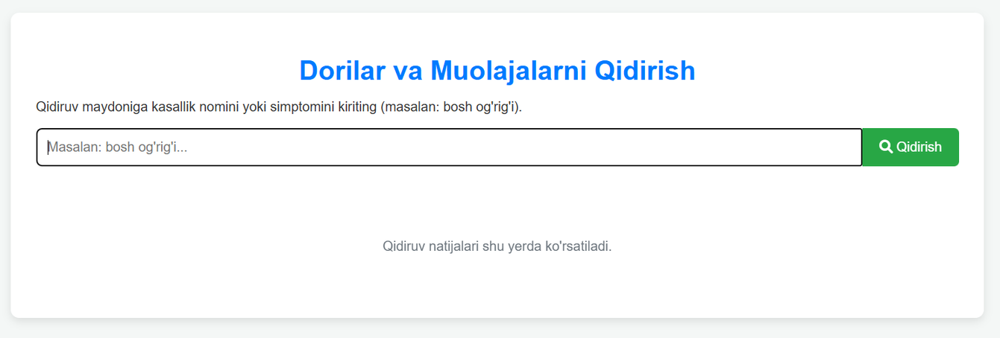 Dorilar va Muolajalarni Qidirish
Qidiruv maydoniga kasallik nomini yoki simptomini kiriting (masalan: bosh og'rig'i).
Masalan: bosh og'rig'i...
Qidirish
Qidiruv natijalari shu yerda ko'rsatiladi.